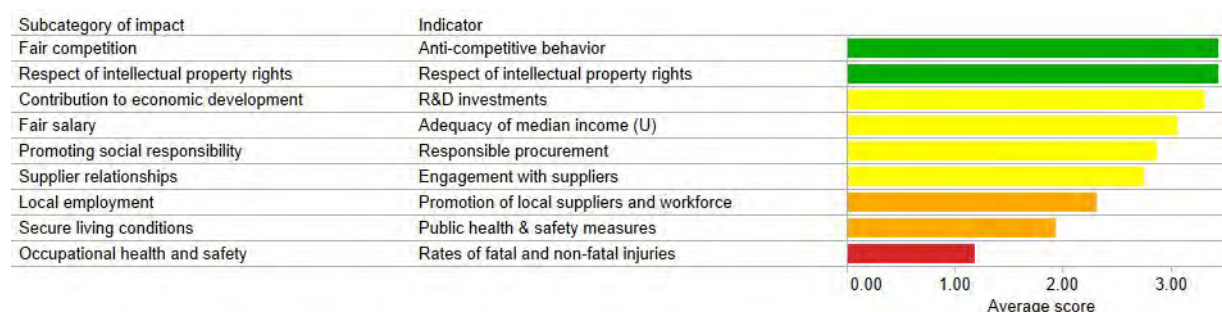 Subcategory of impact Indicator
Fair competition Anti-competitive behavior
Respect of intellectual property rights Respect of intellectual property rights
Contribution to economic development R&D investments
Fair salary Adequacy of median income (U)
Promoting social responsibility Responsible procurement
Supplier relationships Engagement with suppliers
Local employment Promotion of local suppliers and workforce
Secure living conditions Public health & safety measures
Occupational health and safety Rates of fatal and non-fatal injuries
0.00 1.00 2.00 3.00
Average score